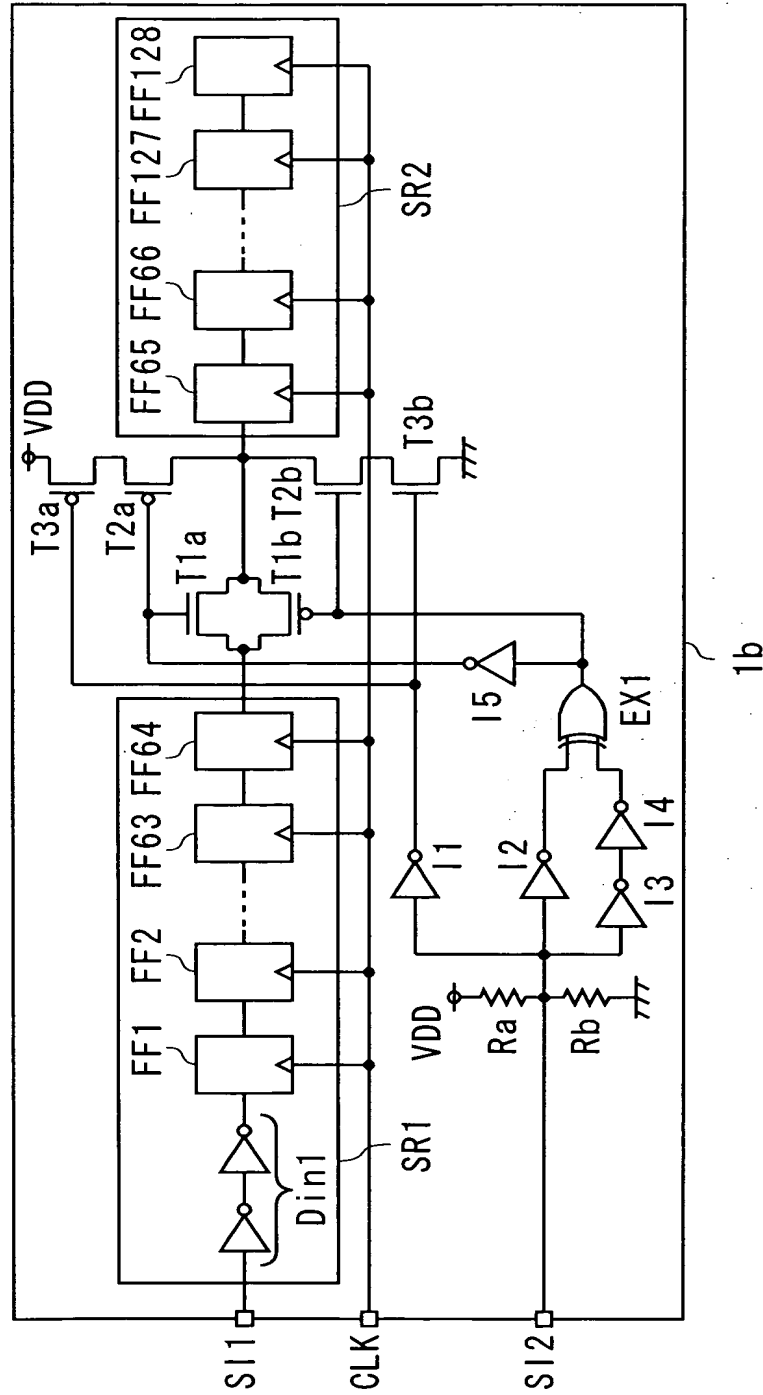 SI1
CLK
SI2
Din1
FF1
FF2
FF63
FF64
SR1
VDD
T3a
T2a
T1a
T1b
T2b
T3b
FF65
FF66
FF127
FF128
SR2
VDD
Ra
Rb
I1
I2
I3
I4
I5
EX1
1b